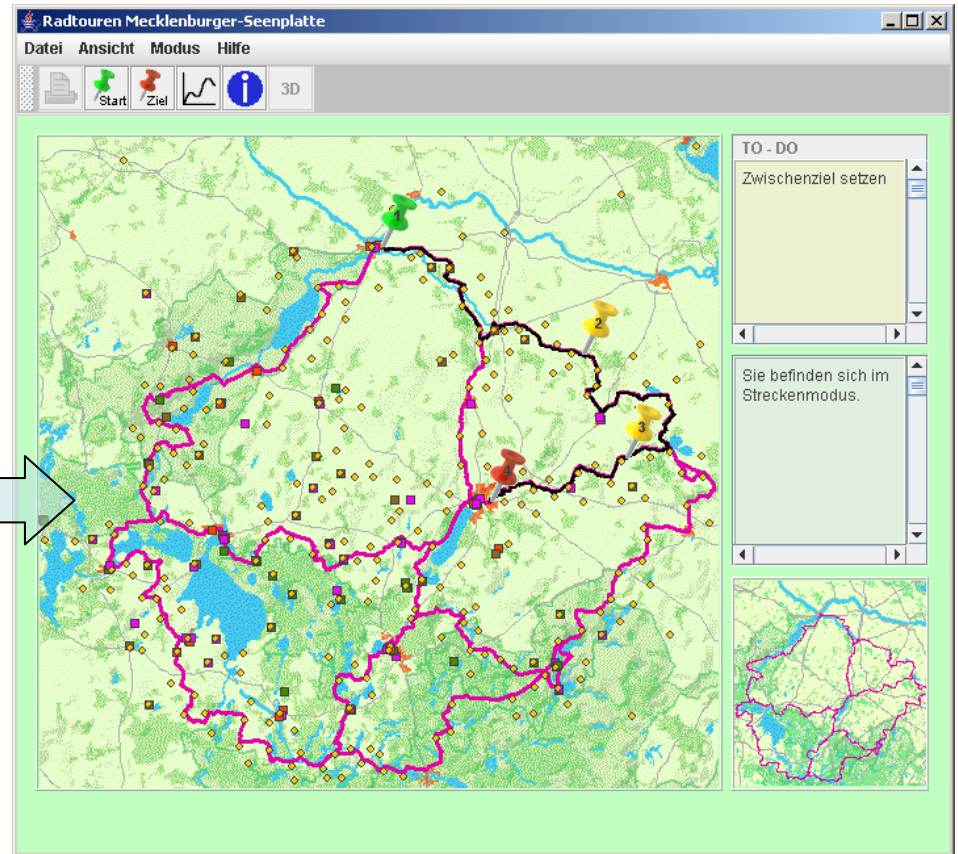 Radtouren Mecklenburger-Seenplatte
Datei Ansicht Modus Hilfe
Start Ziel 3D
TO - DO
Zwischenziel setzen
1
2
Sie befinden sich im
Streckenmodus.
3
4